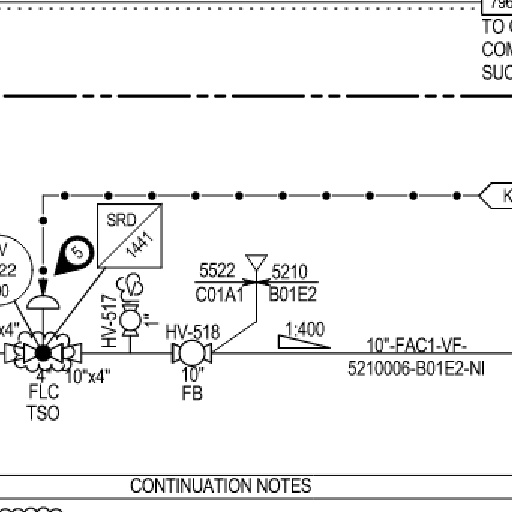 796
TO
COM
SUC
K
SRD
1441
5
V
22
00
5522
5210
C01A1
B01E2
HV-517
1"
HV-518
1:400
x4"
10"-FAC1-VF-
5210006-B01E2-NI
4"
10"x4"
10"
FLC
FB
TSO
CONTINUATION NOTES